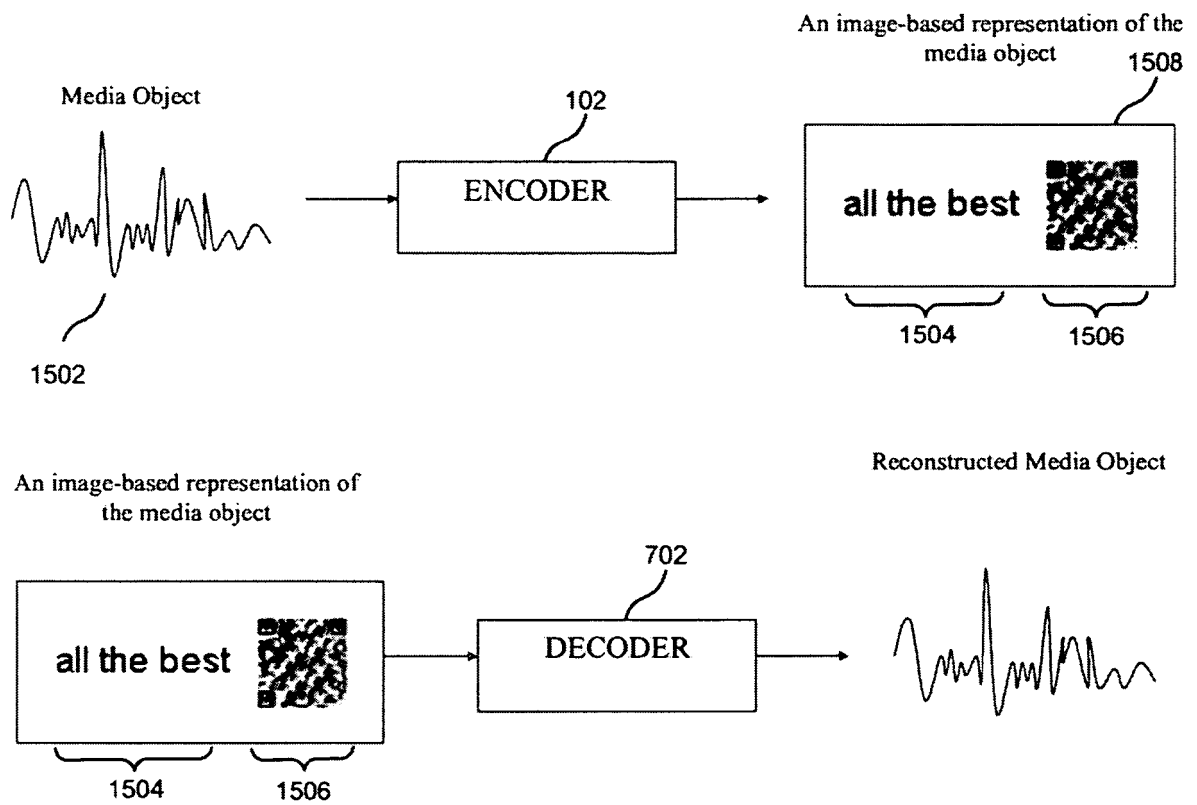 An image-based representation of the
media object
1508
Media Object
102
ENCODER
all the best
1504
1506
1502
Reconstructed Media Object
An image-based representation of
the media object
702
DECODER
all the best
1504
1506